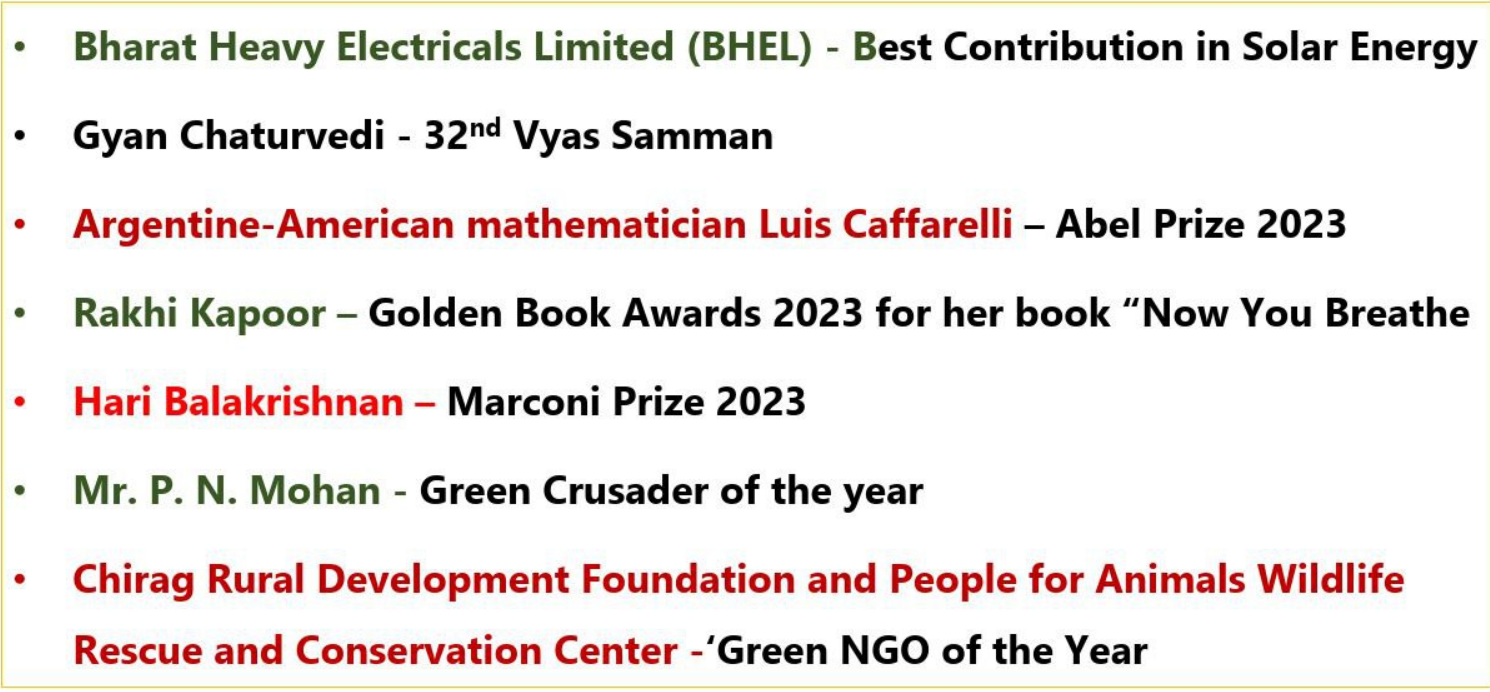 • Bharat Heavy Electricals Limited (BHEL) - Best Contribution in Solar Energy
• Gyan Chaturvedi - 32nd Vyas Samman
• Argentine-American mathematician Luis Caffarelli – Abel Prize 2023
• Rakhi Kapoor – Golden Book Awards 2023 for her book “Now You Breathe
• Hari Balakrishnan – Marconi Prize 2023
• Mr. P. N. Mohan - Green Crusader of the year
• Chirag Rural Development Foundation and People for Animals Wildlife
Rescue and Conservation Center -‘Green NGO of the Year